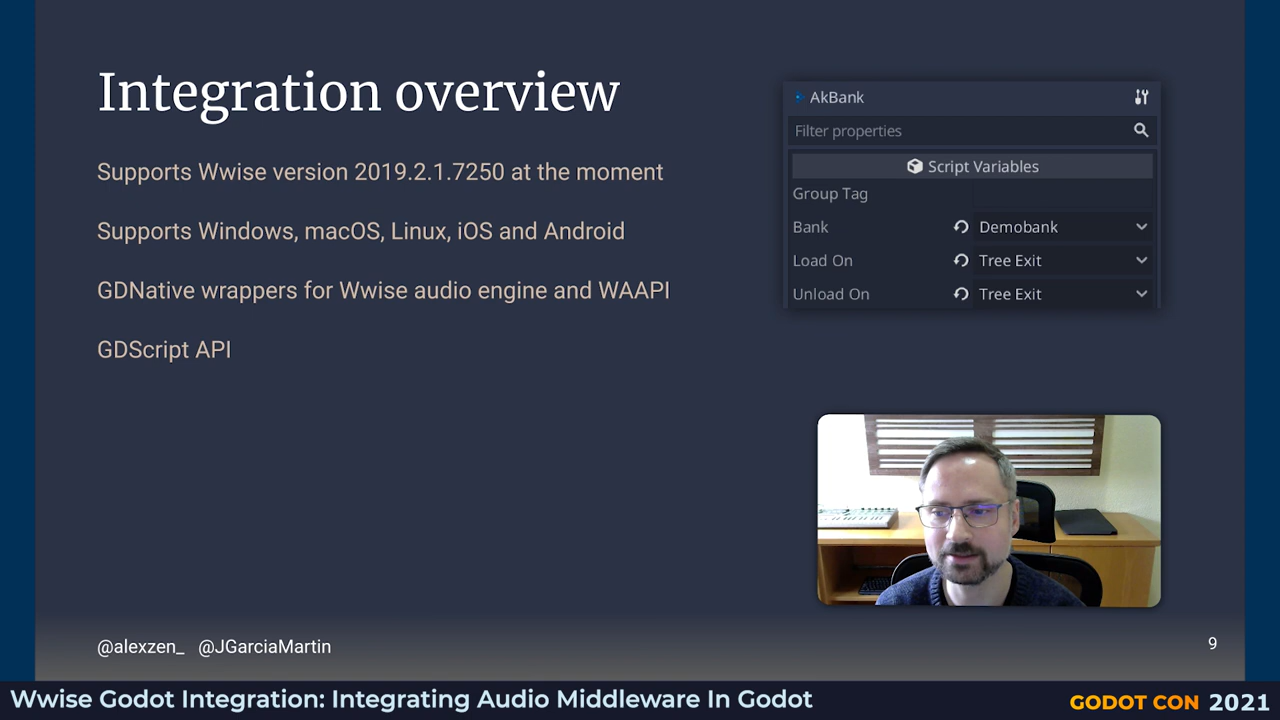 Integration overview
Supports Wwise version 2019.2.1.7250 at the moment
Supports Windows, macOS, Linux, iOS and Android
GDNative wrappers for Wwise audio engine and WAAPI
GDScript API
AkBank
Filter properties
Script Variables
Group Tag
Bank Demobank
Load On Tree Exit
Unload On Tree Exit
@alexzen_ @JGarciaMartin
9
Wwise Godot Integration: Integrating Audio Middleware In Godot
GODOT CON 2021